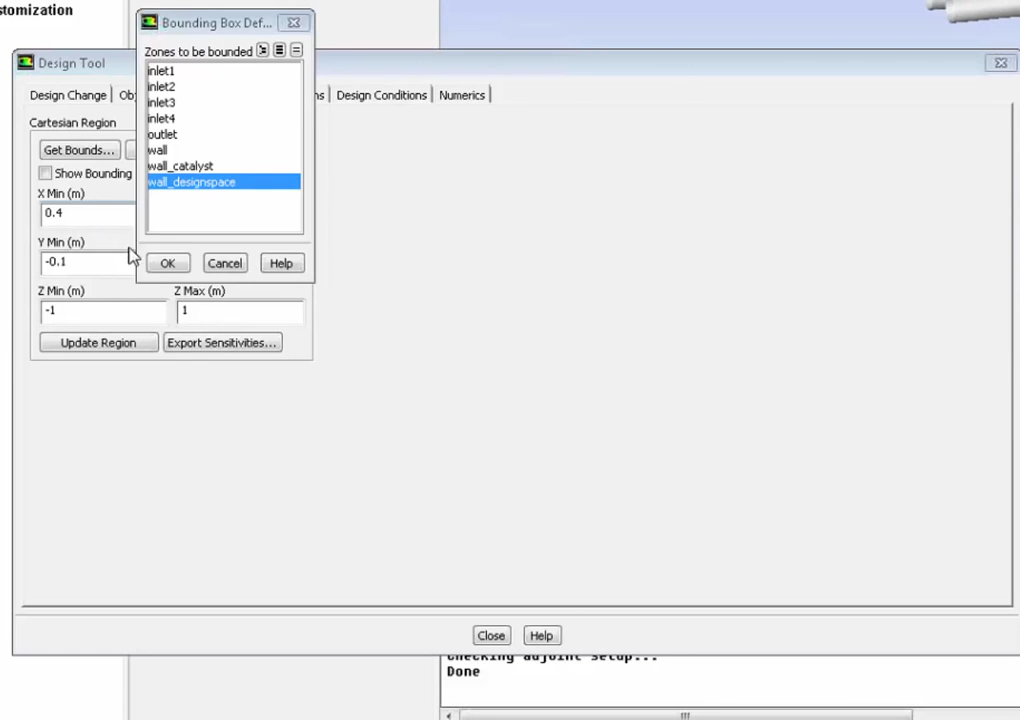 stomization
Bounding Box Def...
Zones to be bounded
inlet1
inlet2
inlet3
inlet4
outlet
wall
wall_catalyst
wall_designspace
OK
Cancel
Help
Design Tool
Design Change
Ob
ns
Design Conditions
Numerics
Cartesian Region
Get Bounds...
Show Bounding
X Min (m)
0.4
Y Min (m)
-0.1
Z Min (m)
Z Max (m)
-1
1
Update Region
Export Sensitivities...
Close
Help
Checking adjoint setup...
Done